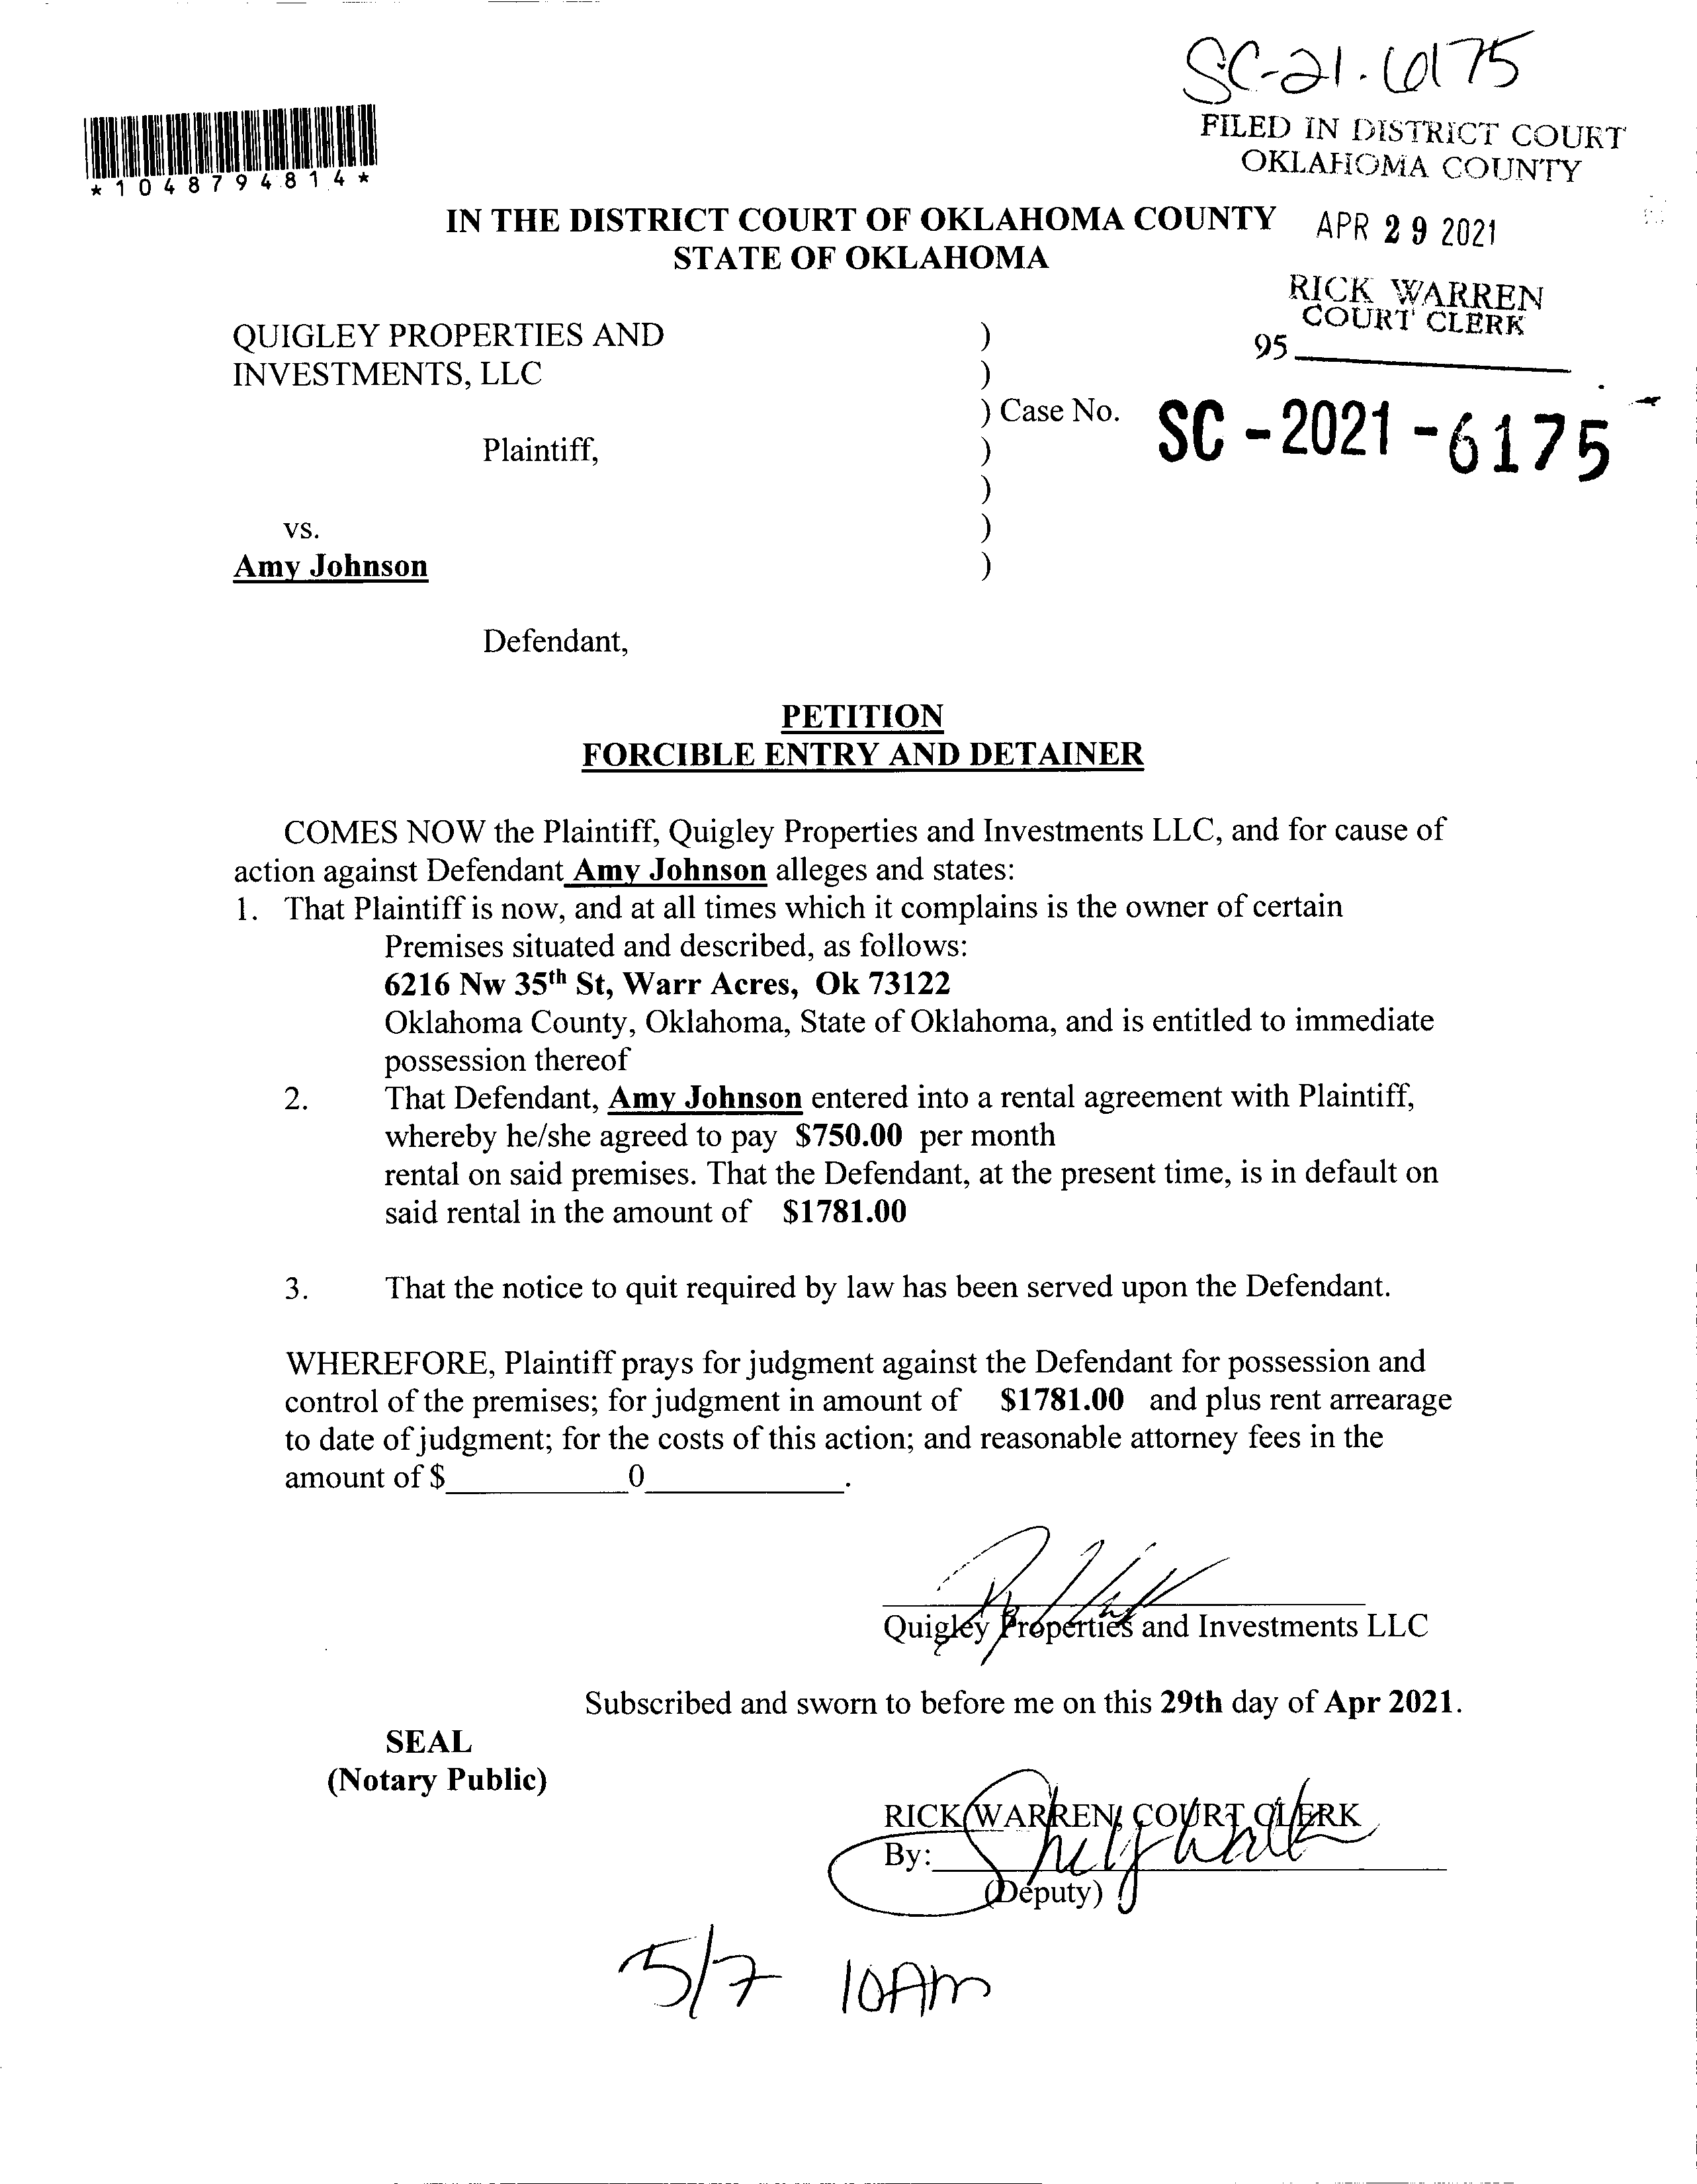 SC-21-6175
FILED IN DISTRICT COURT
OKLAHOMA COUNTY
*1048794814*
IN THE DISTRICT COURT OF OKLAHOMA COUNTY
STATE OF OKLAHOMA
APR 29 2021
RICK WARREN
COURT CLERK
95
QUIGLEY PROPERTIES AND )
INVESTMENTS, LLC )
) Case No. SC-2021-6175
Plaintiff, )
)
vs. )
Amy Johnson )
Defendant,
PETITION
FORCIBLE ENTRY AND DETAINER
COMES NOW the Plaintiff, Quigley Properties and Investments LLC, and for cause of
action against Defendant Amy Johnson alleges and states:
1. That Plaintiff is now, and at all times which it complains is the owner of certain
Premises situated and described, as follows:
6216 Nw 35th St, Warr Acres, Ok 73122
Oklahoma County, Oklahoma, State of Oklahoma, and is entitled to immediate
possession thereof
2. That Defendant, Amy Johnson entered into a rental agreement with Plaintiff,
whereby he/she agreed to pay $750.00 per month
rental on said premises. That the Defendant, at the present time, is in default on
said rental in the amount of $1781.00
3. That the notice to quit required by law has been served upon the Defendant.
WHEREFORE, Plaintiff prays for judgment against the Defendant for possession and
control of the premises; for judgment in amount of $1781.00 and plus rent arrearage
to date of judgment; for the costs of this action; and reasonable attorney fees in the
amount of $ 0 .
Quigley Properties and Investments LLC
Subscribed and sworn to before me on this 29th day of Apr 2021.
SEAL
(Notary Public)
RICK WARREN, COURT CLERK
By:
(Deputy)
5/7 10AM